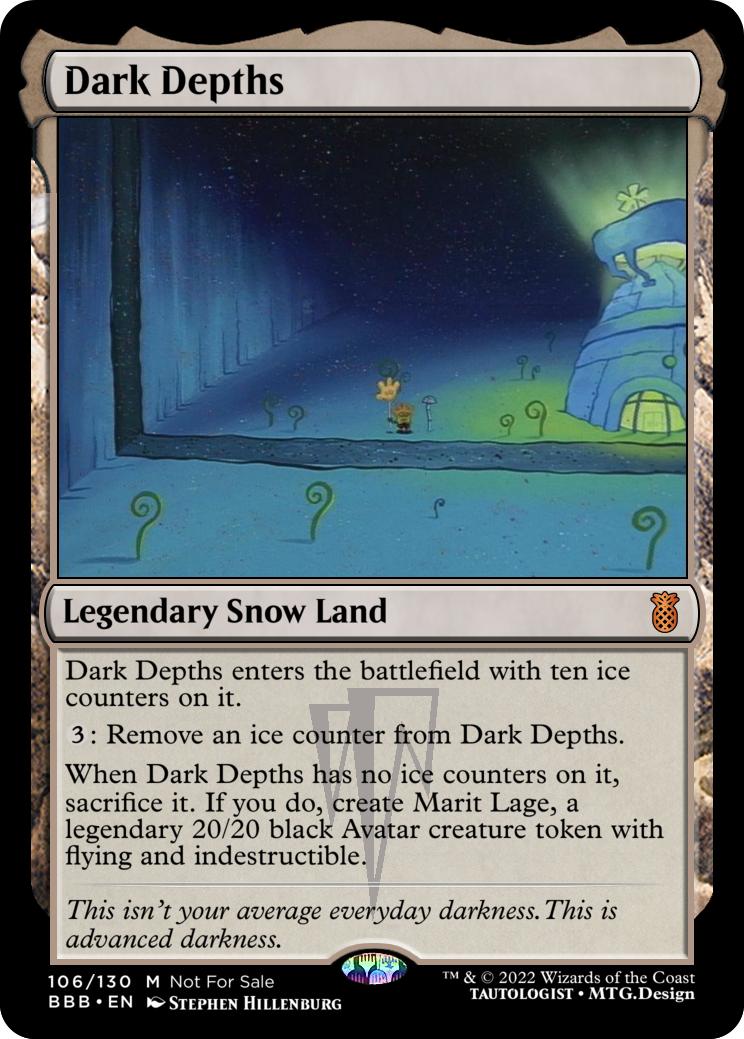 Dark Depths
Legendary Snow Land
Dark Depths enters the battlefield with ten ice
counters on it.
3: Remove an ice counter from Dark Depths.
When Dark Depths has no ice counters on it,
sacrifice it. If you do, create Marit Lage, a
legendary 20/20 black Avatar creature token with
flying and indestructible.
This isn't your average everyday darkness. This is
advanced darkness.
106/130 M Not For Sale
BBB • EN STEPHEN HILLENBURG
™ & © 2022 Wizards of the Coast
TAUTOLOGIST • MTG.Design